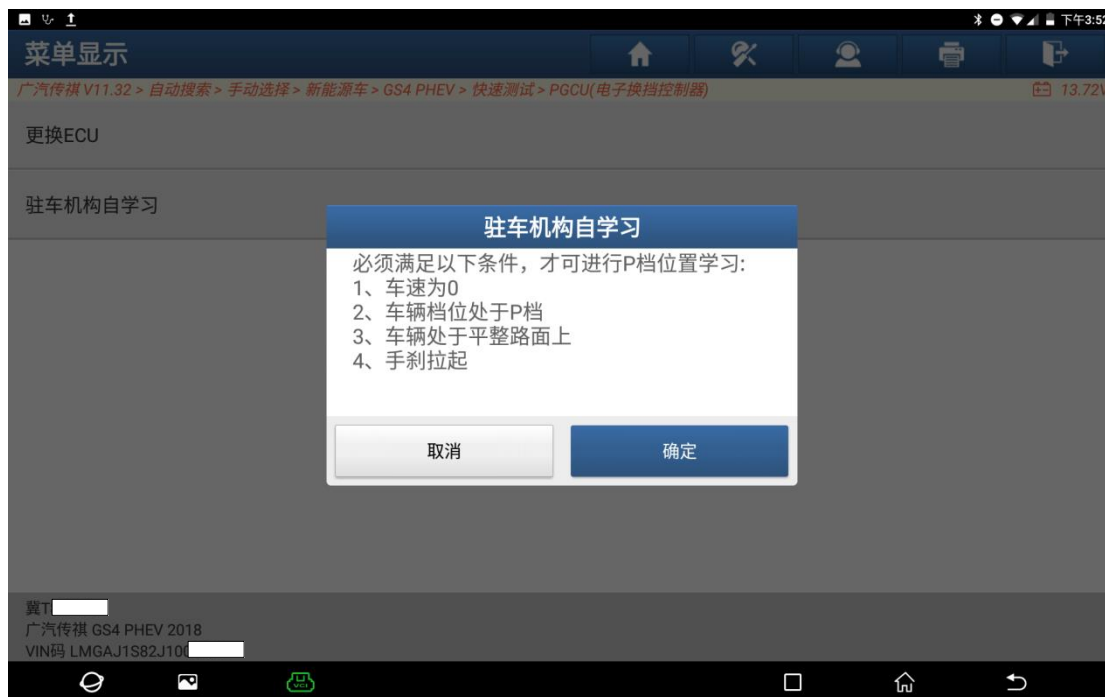 下午3:52
菜单显示
广汽传祺 V11.32 > 自动搜索 > 手动选择 > 新能源车 > GS4 PHEV > 快速测试 > PGCU(电子换挡控制器)
13.72V
更换ECU
驻车机构自学习
驻车机构自学习
必须满足以下条件，才可进行P档位置学习:
1、车速为0
2、车辆档位处于P档
3、车辆处于平整路面上
4、手刹拉起
取消
确定
冀T
广汽传祺 GS4 PHEV 2018
VIN码 LMGAJ1S82J100
VCI